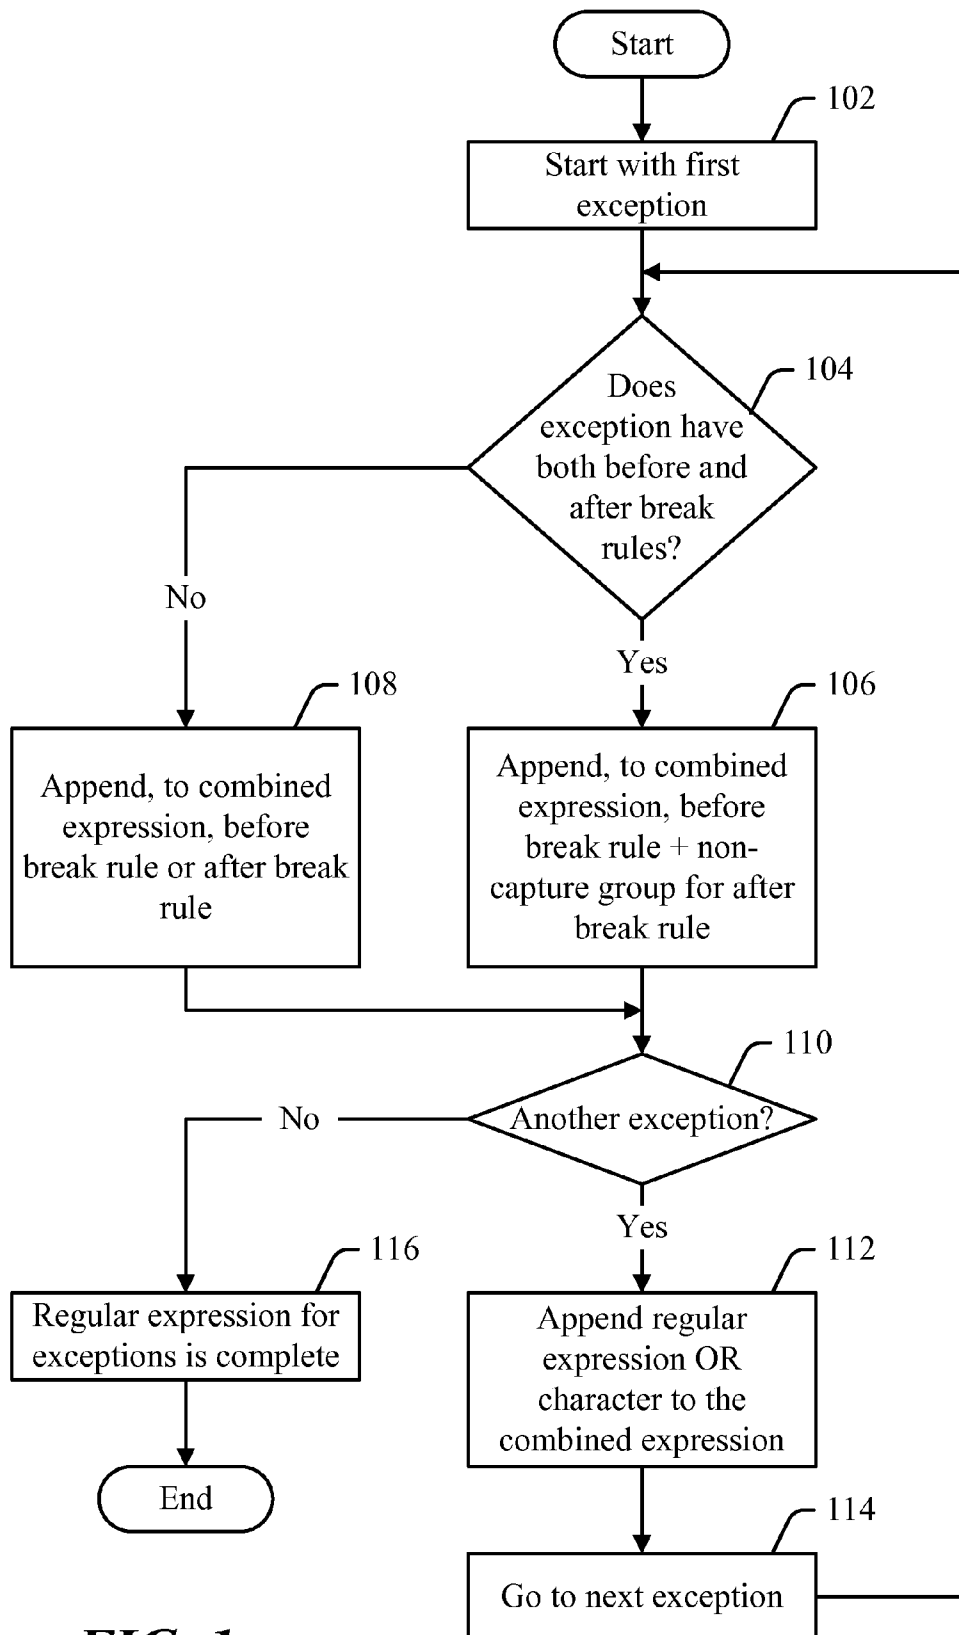 Start
102
Start with first
exception
104
Does
exception have
both before and
after break
rules?
No
Yes
108
106
Append, to combined
expression, before
break rule or after break
rule
Append, to combined
expression, before
break rule + non-
capture group for after
break rule
110
Another exception?
No
Yes
116
112
Regular expression for
exceptions is complete
Append regular
expression OR
character to the
combined expression
End
114
Go to next exception
FIG. 1